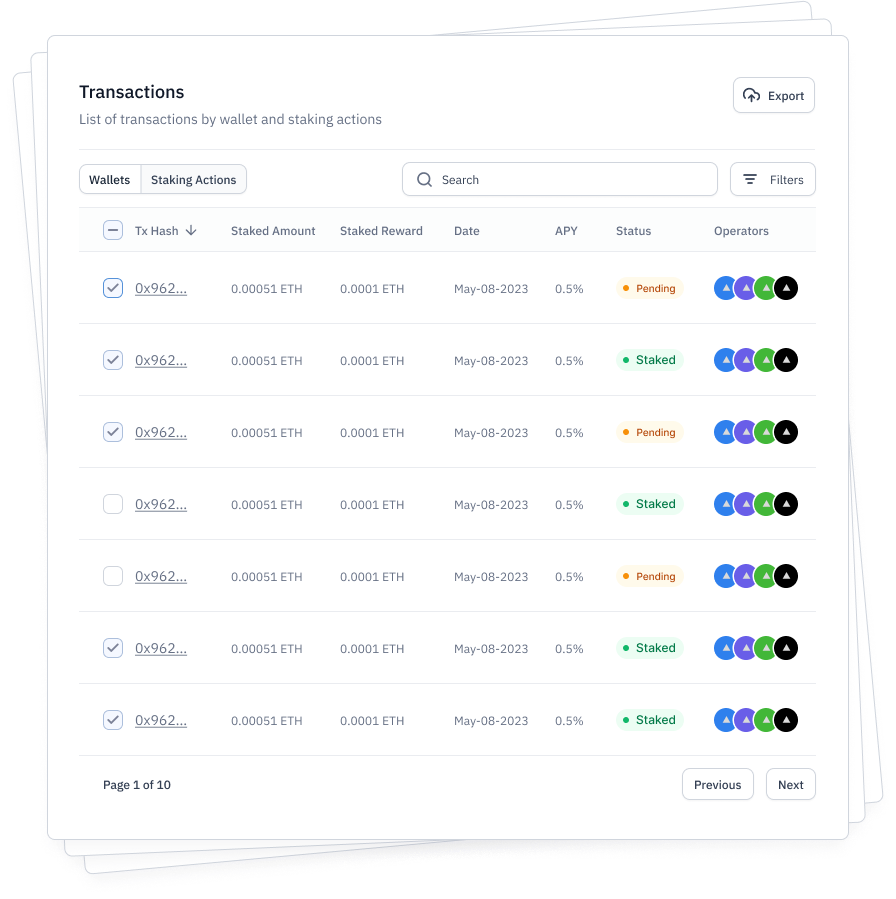 Transactions
Export
List of transactions by wallet and staking actions
Wallets Staking Actions Search Filters
Tx Hash Staked Amount Staked Reward Date APY Status Operators
0x962... 0.00051 ETH 0.0001 ETH May-08-2023 0.5% Pending
0x962... 0.00051 ETH 0.0001 ETH May-08-2023 0.5% Staked
0x962... 0.00051 ETH 0.0001 ETH May-08-2023 0.5% Pending
0x962... 0.00051 ETH 0.0001 ETH May-08-2023 0.5% Staked
0x962... 0.00051 ETH 0.0001 ETH May-08-2023 0.5% Pending
0x962... 0.00051 ETH 0.0001 ETH May-08-2023 0.5% Staked
0x962... 0.00051 ETH 0.0001 ETH May-08-2023 0.5% Staked
Page 1 of 10 Previous Next